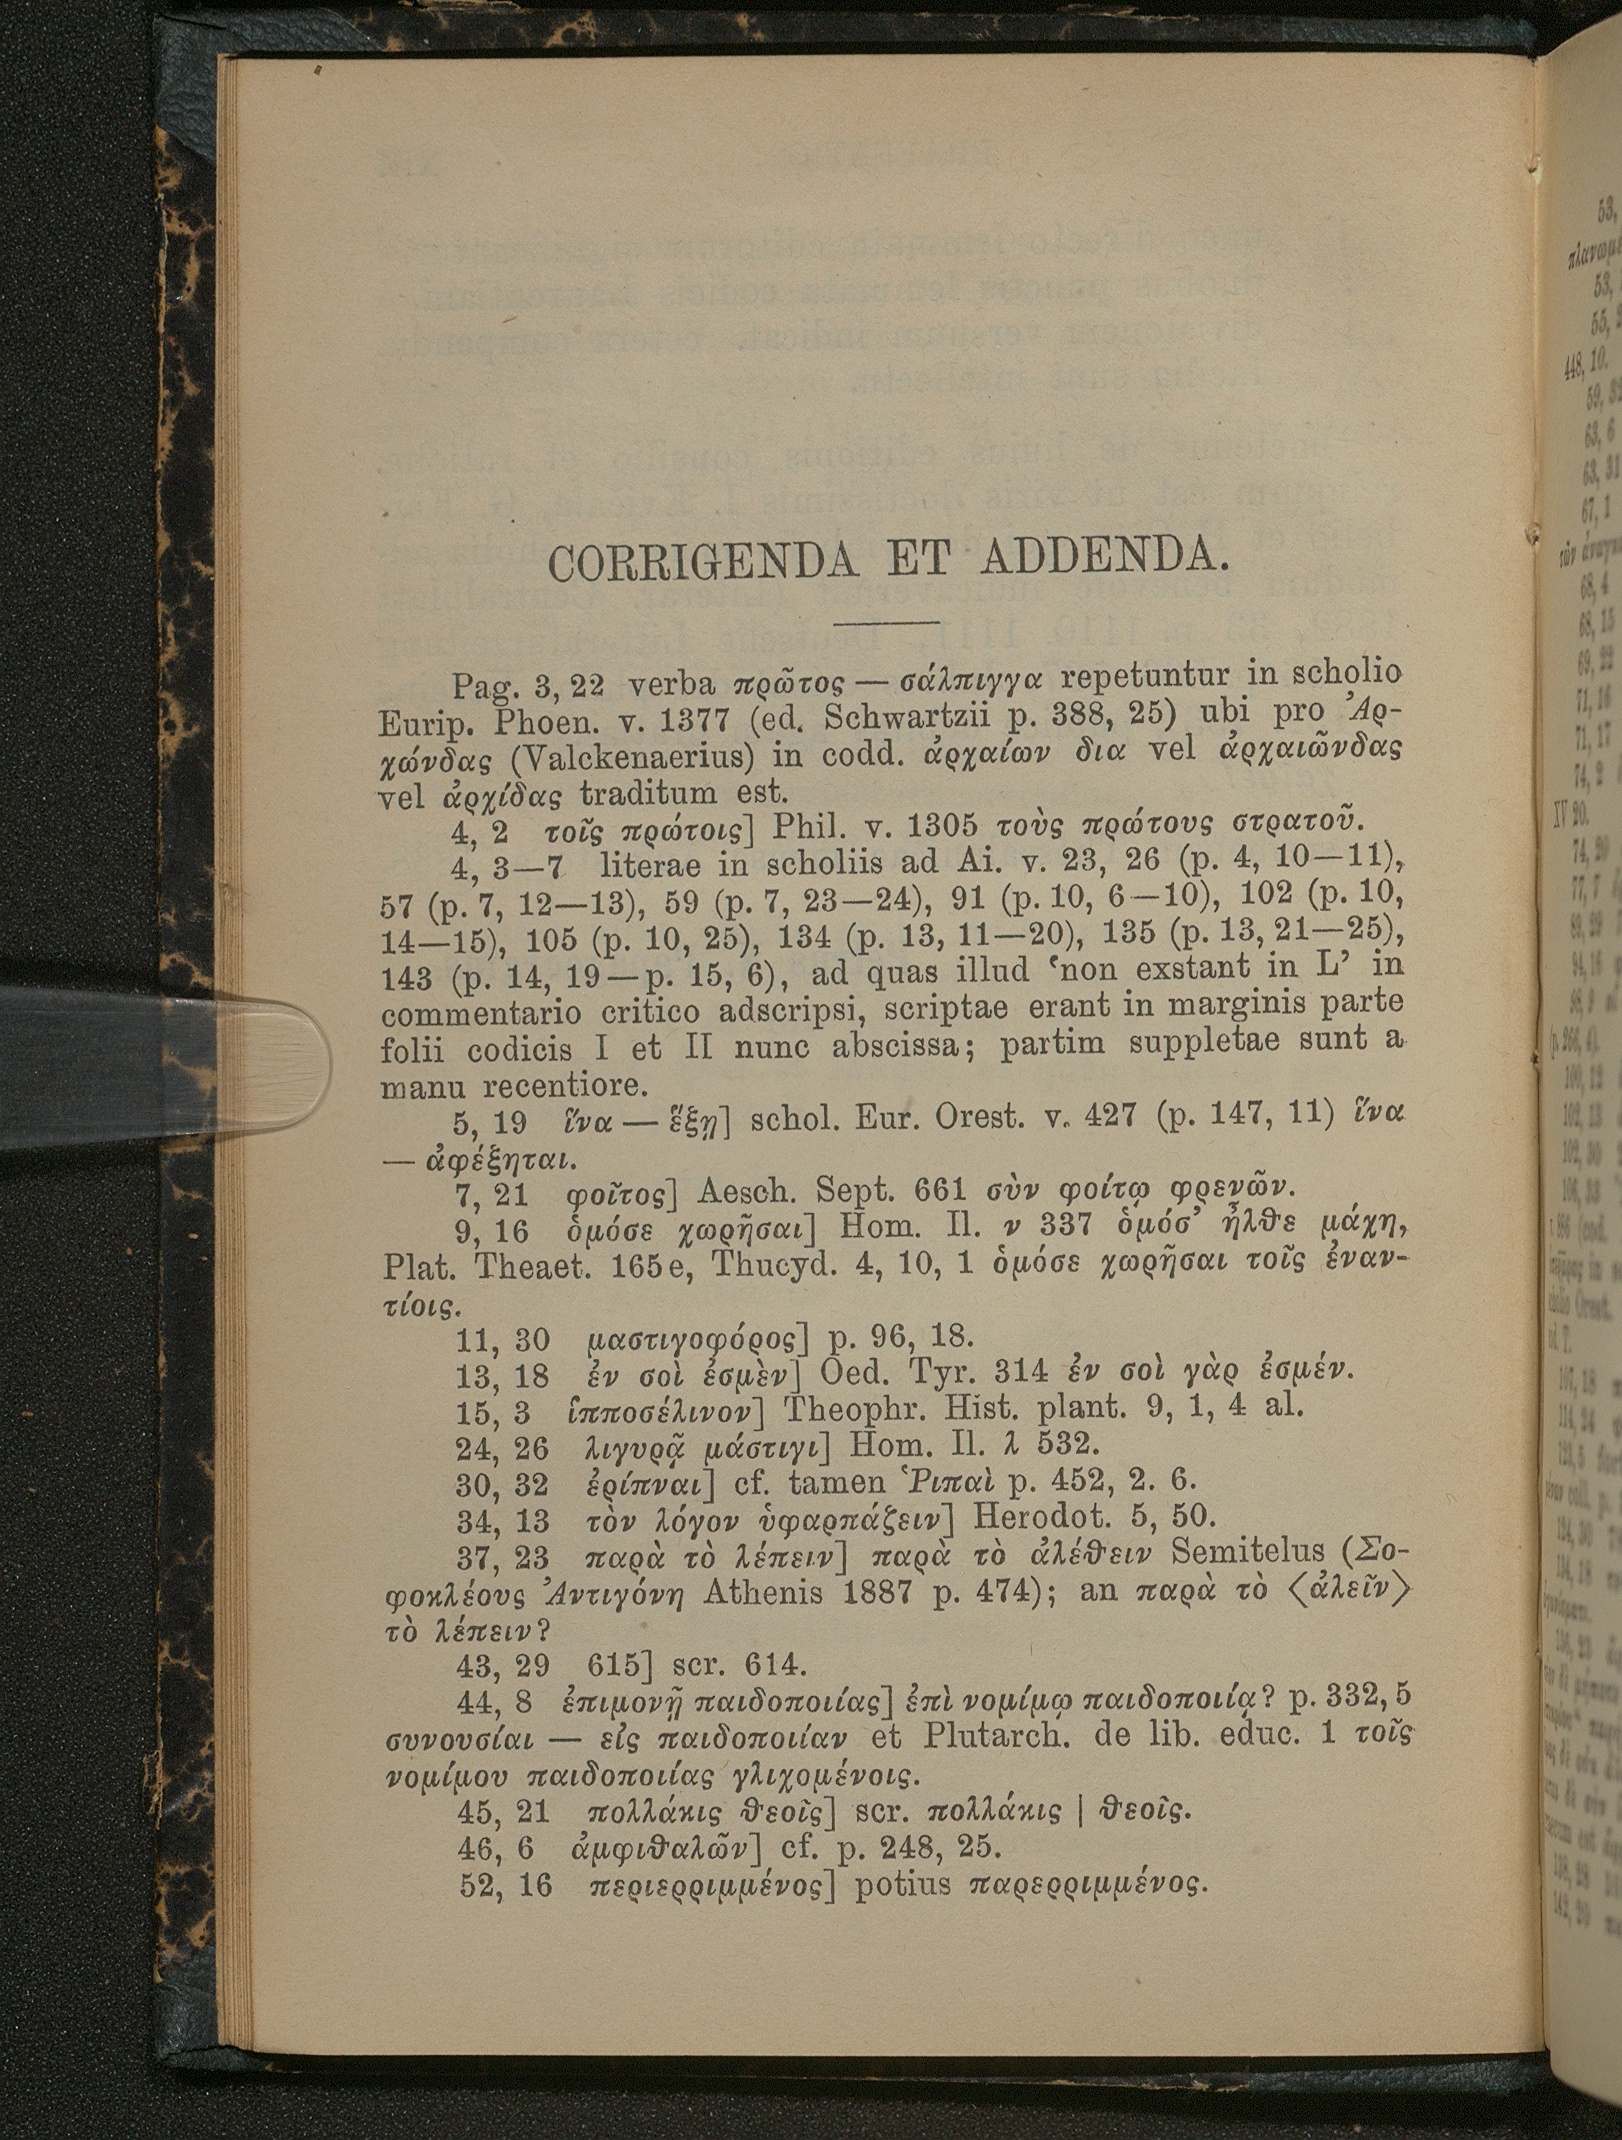 CORRIGENDA ET ADDENDA.
Pag. 3, 22 verba πρῶτος — σάλπιγγα repetuntur in scholio
Eurip. Phoen. v. 1377 (ed. Schwartzii p. 388, 25) ubi pro Ἀρ-
χώνδας (Valckenaerius) in codd. ἀρχαίων δια vel ἀρχαιῶνδας
vel ἀρχίδας traditum est.
4, 2 τοῖς πρώτοις] Phil. v. 1305 τοὺς πρώτους στρατοῦ.
4, 3—7 literae in scholiis ad Ai. v. 23, 26 (p. 4, 10—11),
57 (p. 7, 12—13), 59 (p. 7, 23—24), 91 (p. 10, 6—10), 102 (p. 10,
14—15), 105 (p. 10, 25), 134 (p. 13, 11—20), 135 (p. 13, 21—25),
143 (p. 14, 19—p. 15, 6), ad quas illud ‘non exstant in L’ in
commentario critico adscripsi, scriptae erant in marginis parte
folii codicis I et II nunc abscissa; partim suppletae sunt a
manu recentiore.
5, 19 ἵνα — ἕξῃ] schol. Eur. Orest. v. 427 (p. 147, 11) ἵνα
— ἀφέξηται.
7, 21 φοῖτος] Aesch. Sept. 661 σὺν φοίτῳ φρενῶν.
9, 16 ὁμόσε χωρῆσαι] Hom. Il. ν 337 ὁμόσ’ ἦλθε μάχη,
Plat. Theaet. 165e, Thucyd. 4, 10, 1 ὁμόσε χωρῆσαι τοῖς ἐναν-
τίοις.
11, 30 μαστιγοφόρος] p. 96, 18.
13, 18 ἐν σοὶ ἐσμὲν] Oed. Tyr. 314 ἐν σοὶ γὰρ ἐσμέν.
15, 3 ἱπποσέλινον] Theophr. Hist. plant. 9, 1, 4 al.
24, 26 λιγυρᾷ μάστιγι] Hom. Il. λ 532.
30, 32 ἐρίπναι] cf. tamen Ῥιπαὶ p. 452, 2. 6.
34, 13 τὸν λόγον ὑφαρπάζειν] Herodot. 5, 50.
37, 23 παρὰ τὸ λέπειν] παρὰ τὸ ἀλέθειν Semitelus (Σο-
φοκλέους Ἀντιγόνη Athenis 1887 p. 474); an παρὰ τὸ ⟨ἀλεῖν⟩
τὸ λέπειν?
43, 29 615] scr. 614.
44, 8 ἐπιμονῇ παιδοποιίας] ἐπὶ νομίμῳ παιδοποιίᾳ? p. 332, 5
συνουσίαι — εἰς παιδοποιίαν et Plutarch. de lib. educ. 1 τοῖς
νομίμου παιδοποιίας γλιχομένοις.
45, 21 πολλάκις θεοῖς] scr. πολλάκις | θεοῖς.
46, 6 ἀμφιθαλῶν] cf. p. 248, 25.
52, 16 περιερριμμένος] potius παρερριμμένος.